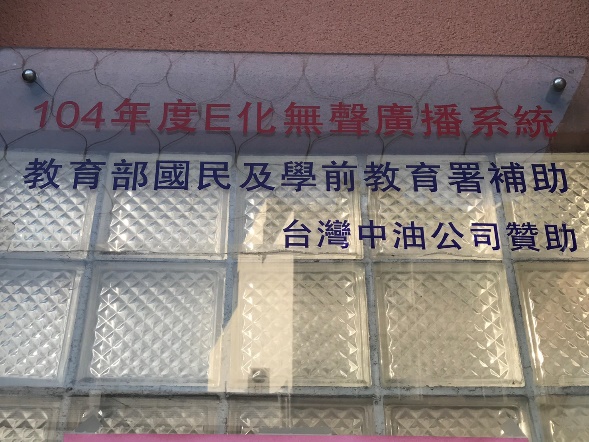 104年度E化無聲廣播系統
教育部國民及學前教育署補助
台灣中油公司贊助